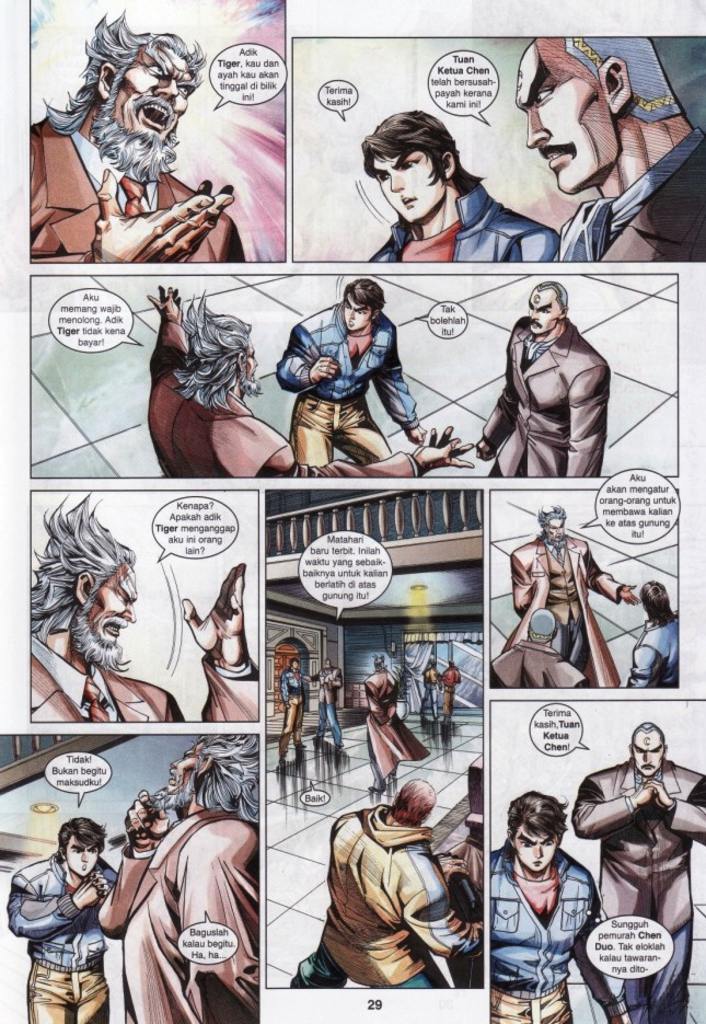 Adik
Tiger, kau dan
ayah kau akan
tinggal di bilik
ini!
Terima
kasih!
Tuan
Ketua Chen
telah bersusah-
payah kerana
kami ini!
Aku
memang wajib
menolong. Adik
Tiger tidak kena
bayar!
Tak
bolehlah
itu!
Kenapa?
Apakah adik
Tiger menganggap
aku ini orang
lain?
Matahari
baru terbit. Inilah
waktu yang sebaik-
baiknya untuk kalian
berlatih di atas
gunung itu!
Aku
akan mengatur
orang-orang untuk
membawa kalian
ke atas gunung
itu!
Tidak!
Bukan begitu
maksudku!
Baguslah
kalau begitu.
Ha, ha...
Baik!
Terima
kasih,Tuan
Ketua Chen!
Sungguh
pemurah Chen
Duo. Tak eloklah
kalau tawaran-
nya dito-
29